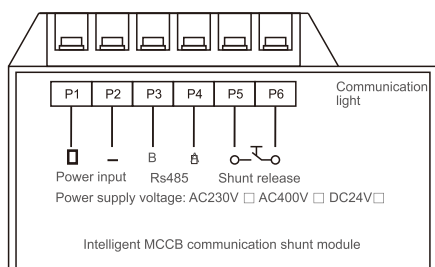 P1 P2 P3 P4 P5 P6
Communication
light
B
Power input Rs485 Shunt release
Power supply voltage: AC230V □ AC400V □ DC24V□
Intelligent MCCB communication shunt module